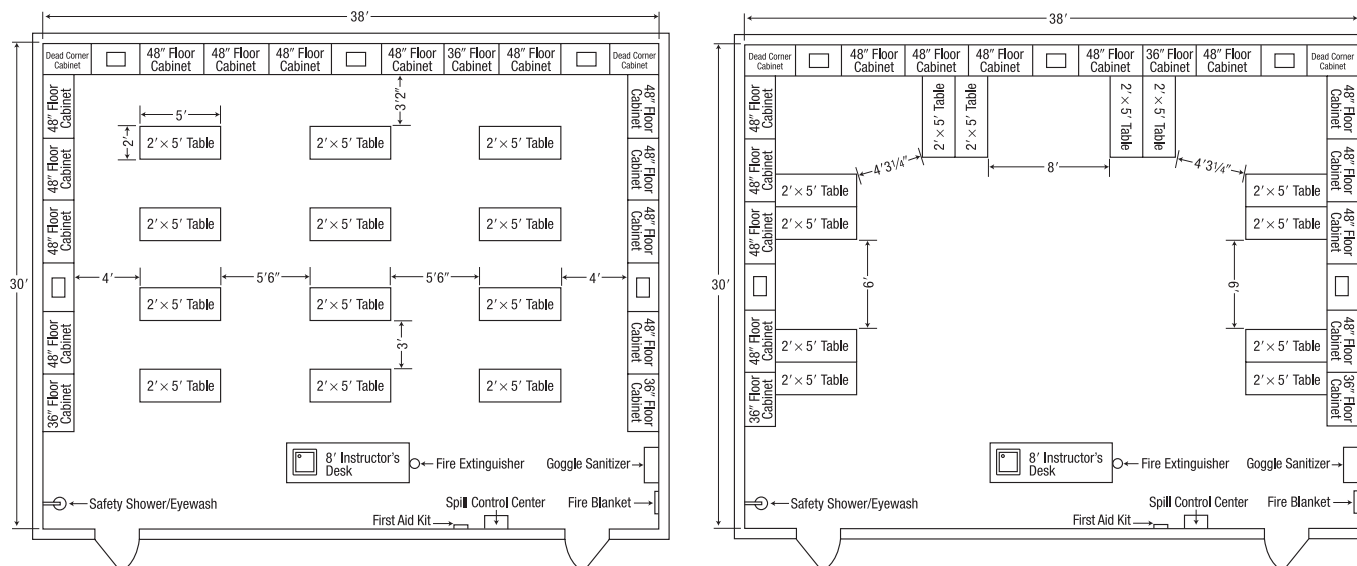 38′
Dead Corner
Cabinet
48″ Floor
Cabinet
48″ Floor
Cabinet
48″ Floor
Cabinet
48″ Floor
Cabinet
36″ Floor
Cabinet
48″ Floor
Cabinet
Dead Corner
Cabinet
48″ Floor
Cabinet
48″ Floor
Cabinet
48″ Floor
Cabinet
48″ Floor
Cabinet
36″ Floor
Cabinet
30′
5′
2′
3′2″
2′ × 5′ Table
2′ × 5′ Table
2′ × 5′ Table
2′ × 5′ Table
2′ × 5′ Table
2′ × 5′ Table
4′
5′6″
5′6″
4′
2′ × 5′ Table
2′ × 5′ Table
2′ × 5′ Table
3′
2′ × 5′ Table
2′ × 5′ Table
2′ × 5′ Table
48″ Floor
Cabinet
48″ Floor
Cabinet
48″ Floor
Cabinet
48″ Floor
Cabinet
36″ Floor
Cabinet
8′ Instructor's
Desk
Fire Extinguisher
Goggle Sanitizer
Safety Shower/Eyewash
Spill Control Center
Fire Blanket
First Aid Kit
38′
Dead Corner
Cabinet
48″ Floor
Cabinet
48″ Floor
Cabinet
48″ Floor
Cabinet
48″ Floor
Cabinet
36″ Floor
Cabinet
48″ Floor
Cabinet
Dead Corner
Cabinet
48″ Floor
Cabinet
48″ Floor
Cabinet
48″ Floor
Cabinet
48″ Floor
Cabinet
36″ Floor
Cabinet
30′
2′ × 5′ Table
2′ × 5′ Table
2′ × 5′ Table
2′ × 5′ Table
4′3¼″
8′
4′3¼″
2′ × 5′ Table
2′ × 5′ Table
2′ × 5′ Table
2′ × 5′ Table
6′
6′
2′ × 5′ Table
2′ × 5′ Table
2′ × 5′ Table
2′ × 5′ Table
48″ Floor
Cabinet
48″ Floor
Cabinet
48″ Floor
Cabinet
48″ Floor
Cabinet
36″ Floor
Cabinet
8′ Instructor's
Desk
Fire Extinguisher
Goggle Sanitizer
Safety Shower/Eyewash
Spill Control Center
Fire Blanket
First Aid Kit